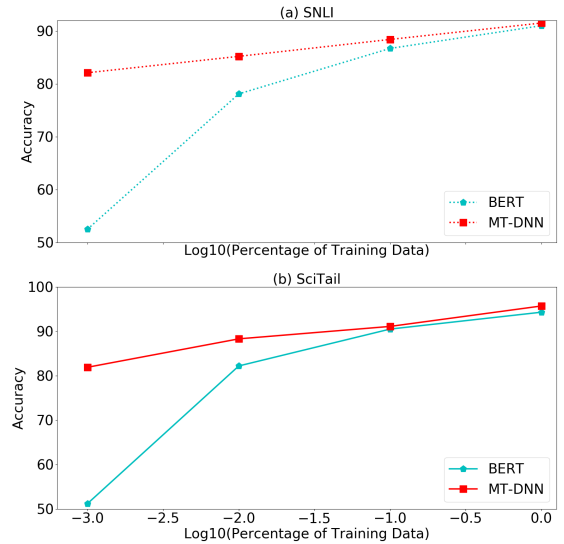 (a) SNLI
90
80
70
60
50
Accuracy
BERT
MT-DNN
Log10(Percentage of Training Data)
(b) SciTail
100
90
80
70
60
50
Accuracy
BERT
MT-DNN
−3.0 −2.5 −2.0 −1.5 −1.0 −0.5 0.0
Log10(Percentage of Training Data)